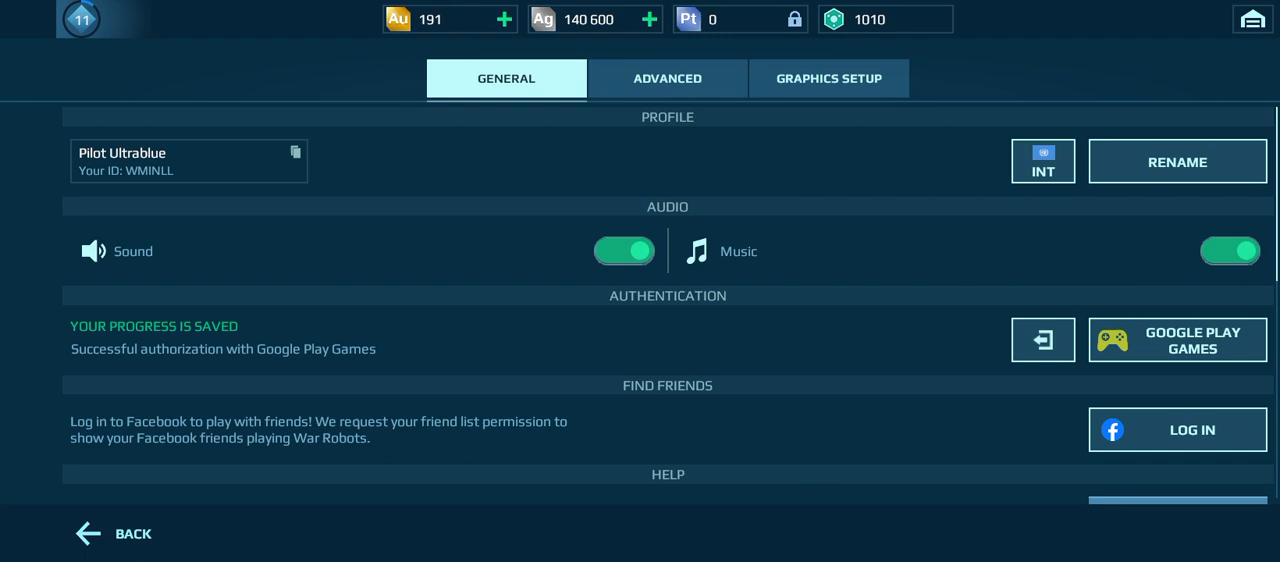 11
Au 191
Ag 140 600
Pt 0
1010
GENERAL
ADVANCED
GRAPHICS SETUP
PROFILE
Pilot Ultrablue
Your ID: WMINLL
INT
RENAME
AUDIO
Sound
Music
AUTHENTICATION
YOUR PROGRESS IS SAVED
Successful authorization with Google Play Games
GOOGLE PLAY
GAMES
FIND FRIENDS
Log in to Facebook to play with friends! We request your friend list permission to
show your Facebook friends playing War Robots.
LOG IN
HELP
BACK